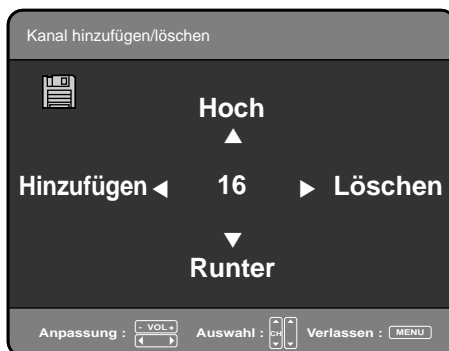 Kanal hinzufügen/löschen
Hoch
Hinzufügen 16 Löschen
Runter
Anpassung : - VOL + Auswahl : CH Verlassen : MENU